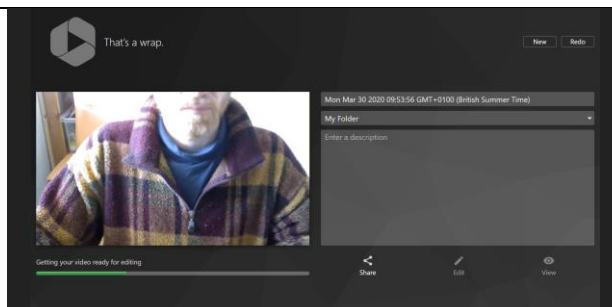 That's a wrap.
New Redo
Mon Mar 30 2020 09:53:56 GMT+0100 (British Summer Time)
My Folder
Enter a description
Getting your video ready for editing
Share Edit View